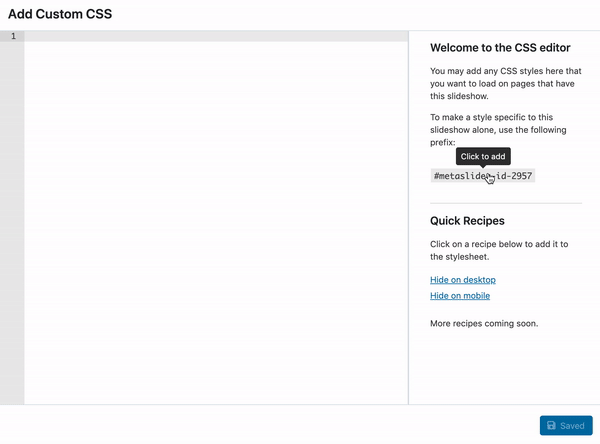 Add Custom CSS
1
Welcome to the CSS editor
You may add any CSS styles here that
you want to load on pages that have
this slideshow.
To make a style specific to this
slideshow alone, use the following
prefix:
Click to add
#metaslider-id-2957
Quick Recipes
Click on a recipe below to add it to
the stylesheet.
Hide on desktop
Hide on mobile
More recipes coming soon.
Saved